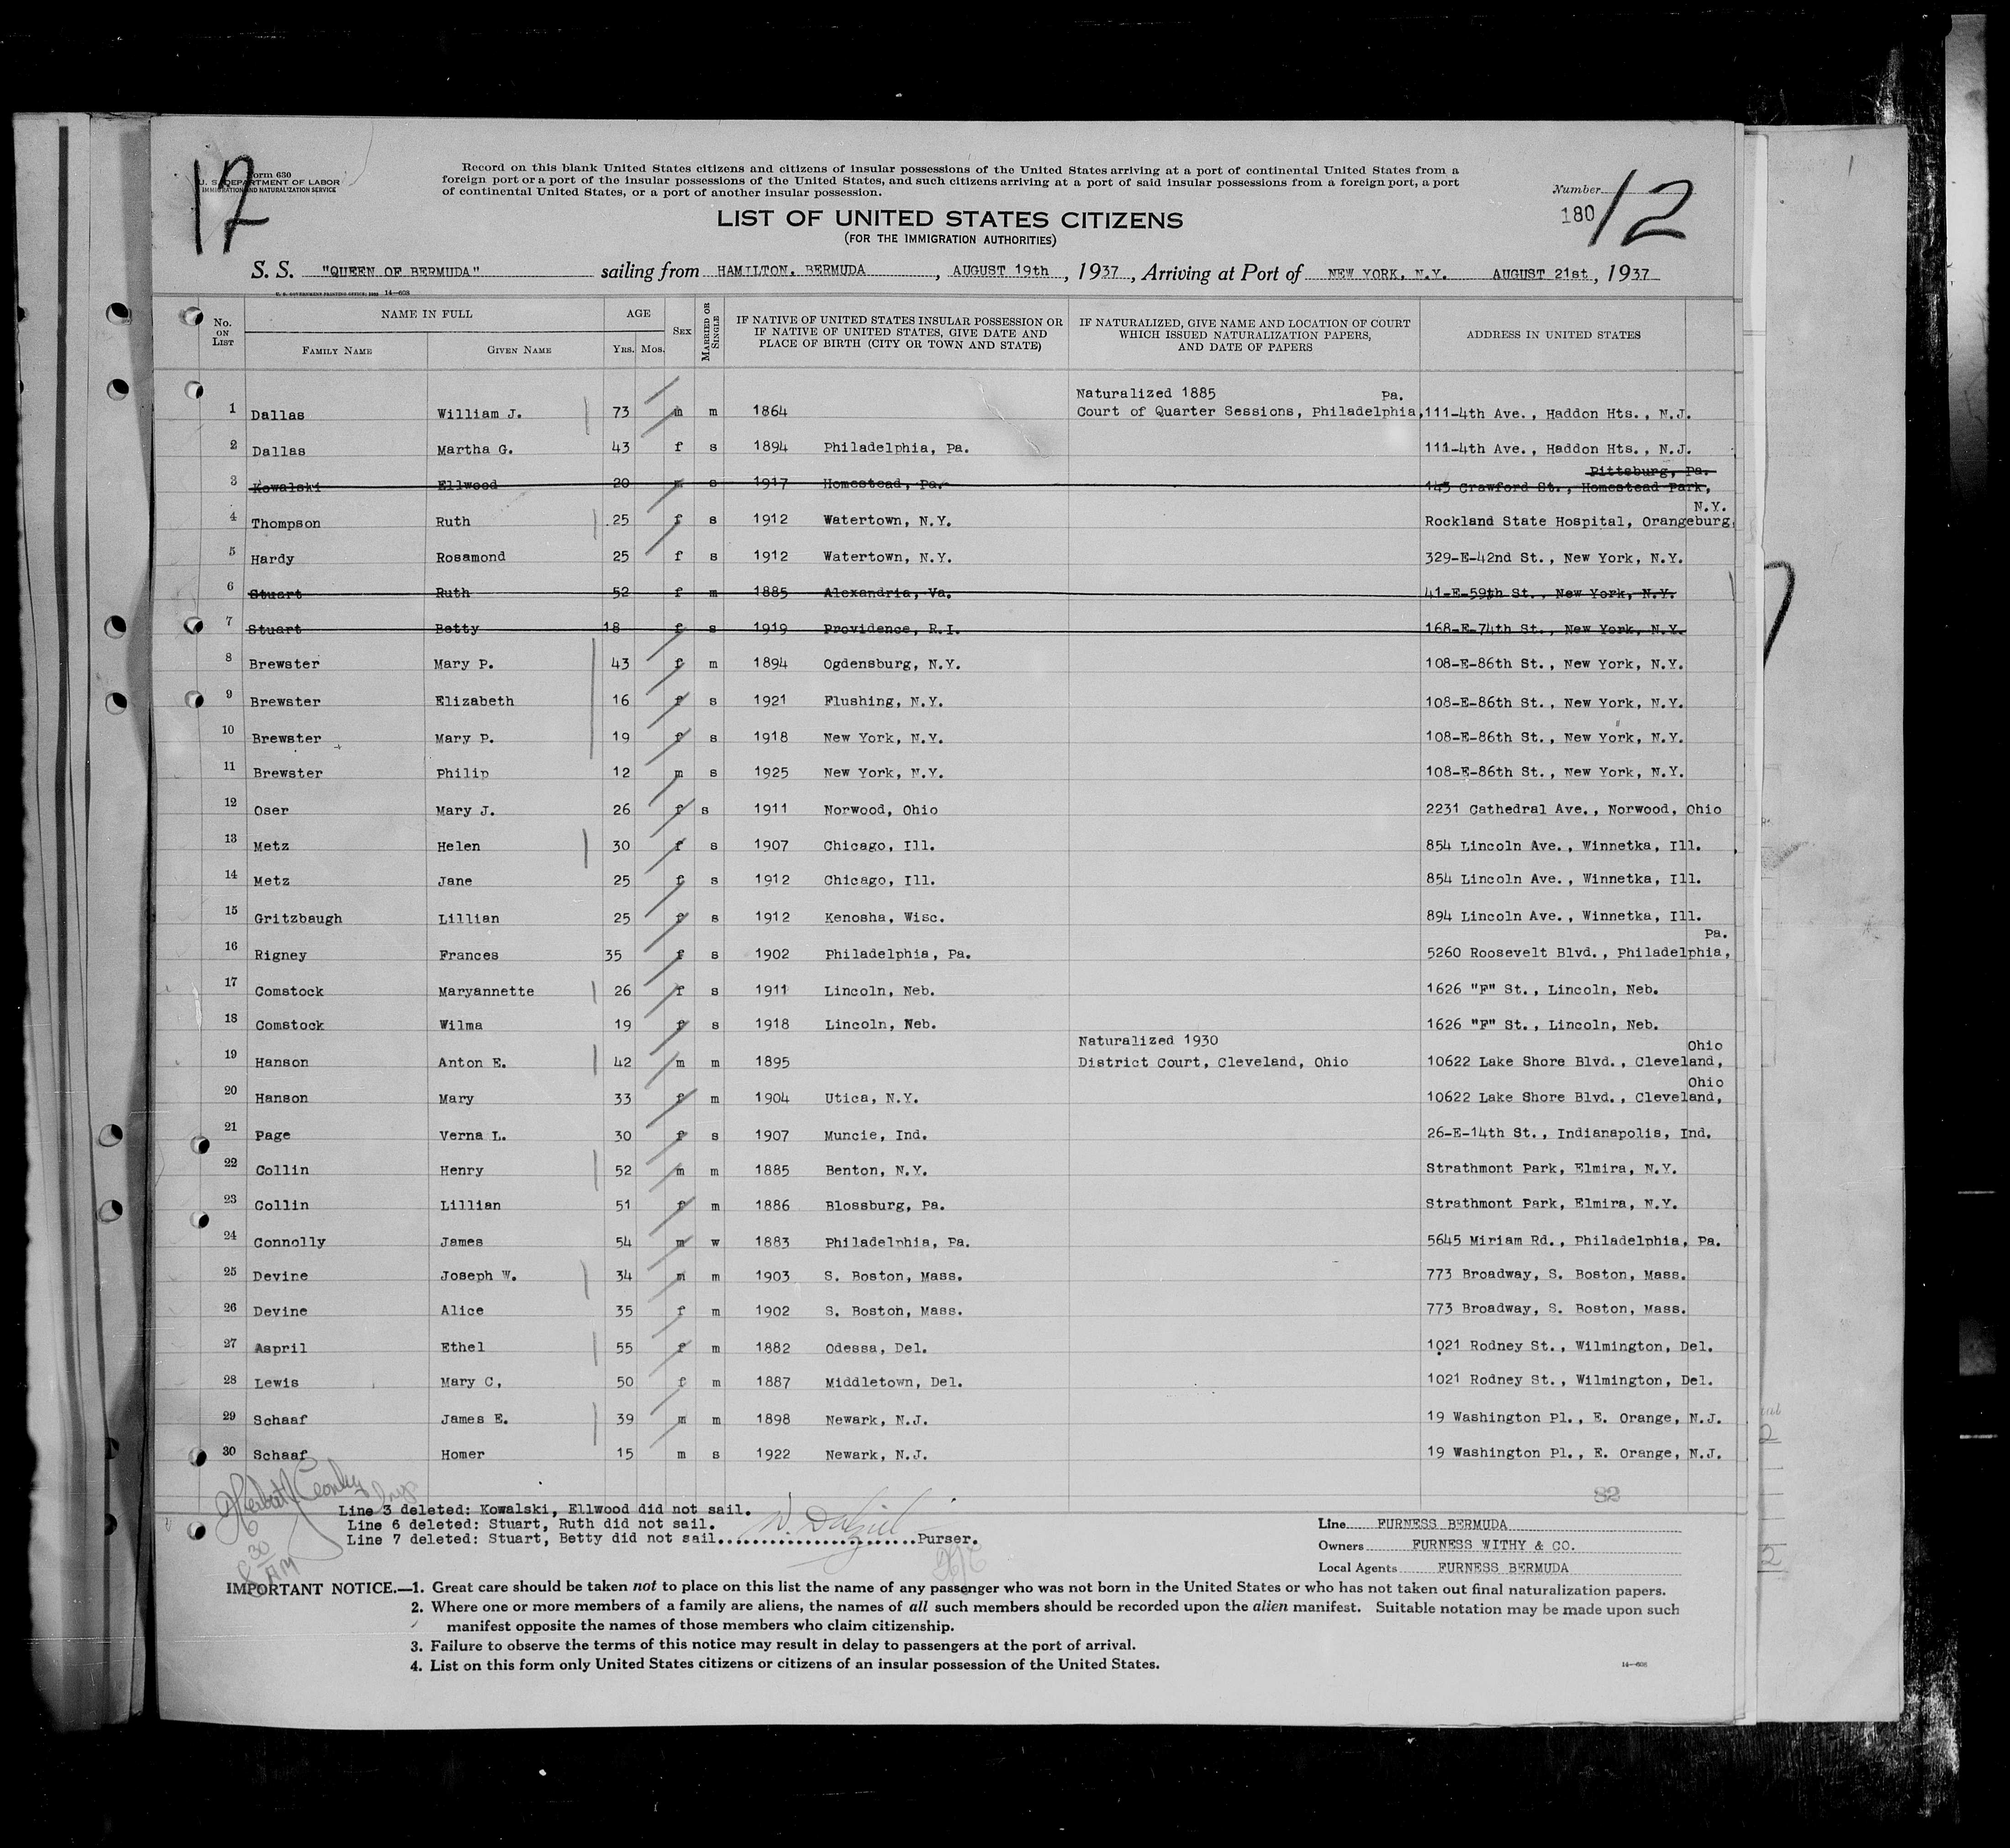 12
Form 630
U. S. DEPARTMENT OF LABOR
IMMIGRATION AND NATURALIZATION SERVICE
Record on this blank United States citizens and citizens of insular possessions of the United States arriving at a port of continental United States from a
foreign port or a port of the insular possessions of the United States, and such citizens arriving at a port of said insular possessions from a foreign port, a port
of continental United States, or a port of another insular possession.
Number
180 12
LIST OF UNITED STATES CITIZENS
(FOR THE IMMIGRATION AUTHORITIES)
S. S. "QUEEN OF BERMUDA" sailing from HAMILTON, BERMUDA, AUGUST 19th, 1937, Arriving at Port of NEW YORK, N.Y. AUGUST 21st, 1937
14-608
No. ON LIST NAME IN FULL FAMILY NAME GIVEN NAME AGE YRS. MOS. SEX MARRIED OR SINGLE IF NATIVE OF UNITED STATES INSULAR POSSESSION OR IF NATIVE OF UNITED STATES, GIVE DATE AND PLACE OF BIRTH (CITY OR TOWN AND STATE) IF NATURALIZED, GIVE NAME AND LOCATION OF COURT WHICH ISSUED NATURALIZATION PAPERS, AND DATE OF PAPERS ADDRESS IN UNITED STATES
Naturalized 1885 Pa.
1 Dallas William J. 73 m m 1864 Court of Quarter Sessions, Philadelphia, 111-4th Ave., Haddon Hts., N.J.
2 Dallas Martha G. 43 f s 1894 Philadelphia, Pa. 111-4th Ave., Haddon Hts., N.J.
Pittsburg, Pa.
3 Kowalski Ellwood 20 m s 1917 Homestead, Pa. 143 Crawford St., Homestead Park,
N.Y.
4 Thompson Ruth 25 f s 1912 Watertown, N.Y. Rockland State Hospital, Orangeburg,
5 Hardy Rosamond 25 f s 1912 Watertown, N.Y. 329-E-42nd St., New York, N.Y.
6 Stuart Ruth 52 f m 1885 Alexandria, Va. 41-E-59th St., New York, N.Y.
7 Stuart Betty 18 f s 1919 Providence, R.I. 168-E-74th St., New York, N.Y.
8 Brewster Mary P. 43 f m 1894 Ogdensburg, N.Y. 108-E-86th St., New York, N.Y.
9 Brewster Elizabeth 16 f s 1921 Flushing, N.Y. 108-E-86th St., New York, N.Y.
10 Brewster Mary P. 19 f s 1918 New York, N.Y. 108-E-86th St., New York, N.Y.
11 Brewster Philip 12 m s 1925 New York, N.Y. 108-E-86th St., New York, N.Y.
12 Oser Mary J. 26 f s 1911 Norwood, Ohio 2231 Cathedral Ave., Norwood, Ohio
13 Metz Helen 30 f s 1907 Chicago, Ill. 854 Lincoln Ave., Winnetka, Ill.
14 Metz Jane 25 f s 1912 Chicago, Ill. 854 Lincoln Ave., Winnetka, Ill.
15 Gritzbaugh Lillian 25 f s 1912 Kenosha, Wisc. 894 Lincoln Ave., Winnetka, Ill.
Pa.
16 Rigney Frances 35 f s 1902 Philadelphia, Pa. 5260 Roosevelt Blvd., Philadelphia,
17 Comstock Maryannette 26 f s 1911 Lincoln, Neb. 1626 "F" St., Lincoln, Neb.
18 Comstock Wilma 19 f s 1918 Lincoln, Neb. 1626 "F" St., Lincoln, Neb.
Naturalized 1930 Ohio
19 Hanson Anton E. 42 m m 1895 District Court, Cleveland, Ohio 10622 Lake Shore Blvd., Cleveland,
Ohio
20 Hanson Mary 33 f m 1904 Utica, N.Y. 10622 Lake Shore Blvd., Cleveland,
21 Page Verna L. 30 f s 1907 Muncie, Ind. 26-E-14th St., Indianapolis, Ind.
22 Collin Henry 52 m m 1885 Benton, N.Y. Strathmont Park, Elmira, N.Y.
23 Collin Lillian 51 f m 1886 Blossburg, Pa. Strathmont Park, Elmira, N.Y.
24 Connolly James 54 m w 1883 Philadelphia, Pa. 5645 Miriam Rd., Philadelphia, Pa.
25 Devine Joseph W. 34 m m 1903 S. Boston, Mass. 773 Broadway, S. Boston, Mass.
26 Devine Alice 35 f m 1902 S. Boston, Mass. 773 Broadway, S. Boston, Mass.
27 Aspril Ethel 55 f m 1882 Odessa, Del. 1021 Rodney St., Wilmington, Del.
28 Lewis Mary C, 50 f m 1887 Middletown, Del. 1021 Rodney St., Wilmington, Del.
29 Schaaf James E. 39 m m 1898 Newark, N.J. 19 Washington Pl., E. Orange, N.J.
30 Schaaf Homer 15 m s 1922 Newark, N.J. 19 Washington Pl., E. Orange, N.J.
82
Line 3 deleted: Kowalski, Ellwood did not sail.
Line 6 deleted: Stuart, Ruth did not sail.
Line 7 deleted: Stuart, Betty did not sail........................Purser.
8 30 AM
Line FURNESS BERMUDA
Owners FURNESS WITHY & CO.
Local Agents FURNESS BERMUDA
IMPORTANT NOTICE.—1. Great care should be taken not to place on this list the name of any passenger who was not born in the United States or who has not taken out final naturalization papers.
2. Where one or more members of a family are aliens, the names of all such members should be recorded upon the alien manifest. Suitable notation may be made upon such
manifest opposite the names of those members who claim citizenship.
3. Failure to observe the terms of this notice may result in delay to passengers at the port of arrival.
4. List on this form only United States citizens or citizens of an insular possession of the United States.
14-608